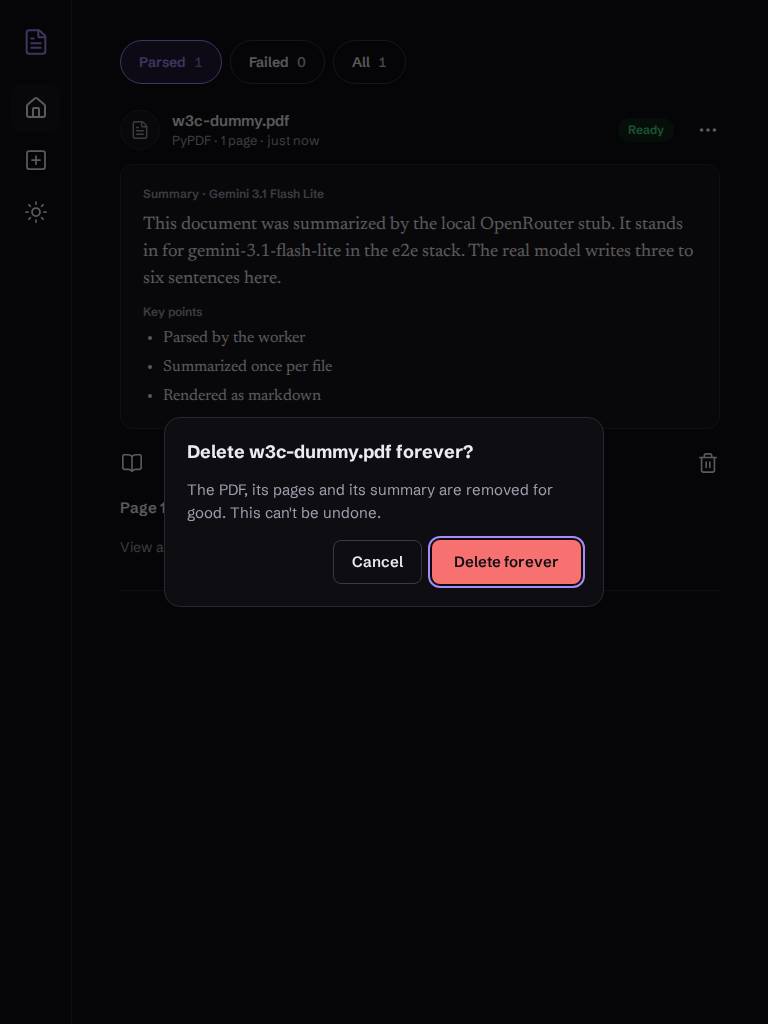 Parsed 1 Failed 0 All 1
w3c-dummy.pdf
PyPDF · 1 page · just now
Ready
Summary · Gemini 3.1 Flash Lite
This document was summarized by the local OpenRouter stub. It stands
in for gemini-3.1-flash-lite in the e2e stack. The real model writes three to
six sentences here.
Key points
• Parsed by the worker
• Summarized once per file
• Rendered as markdown
Delete w3c-dummy.pdf forever?
The PDF, its pages and its summary are removed for
good. This can't be undone.
Cancel Delete forever
Page 1
View a